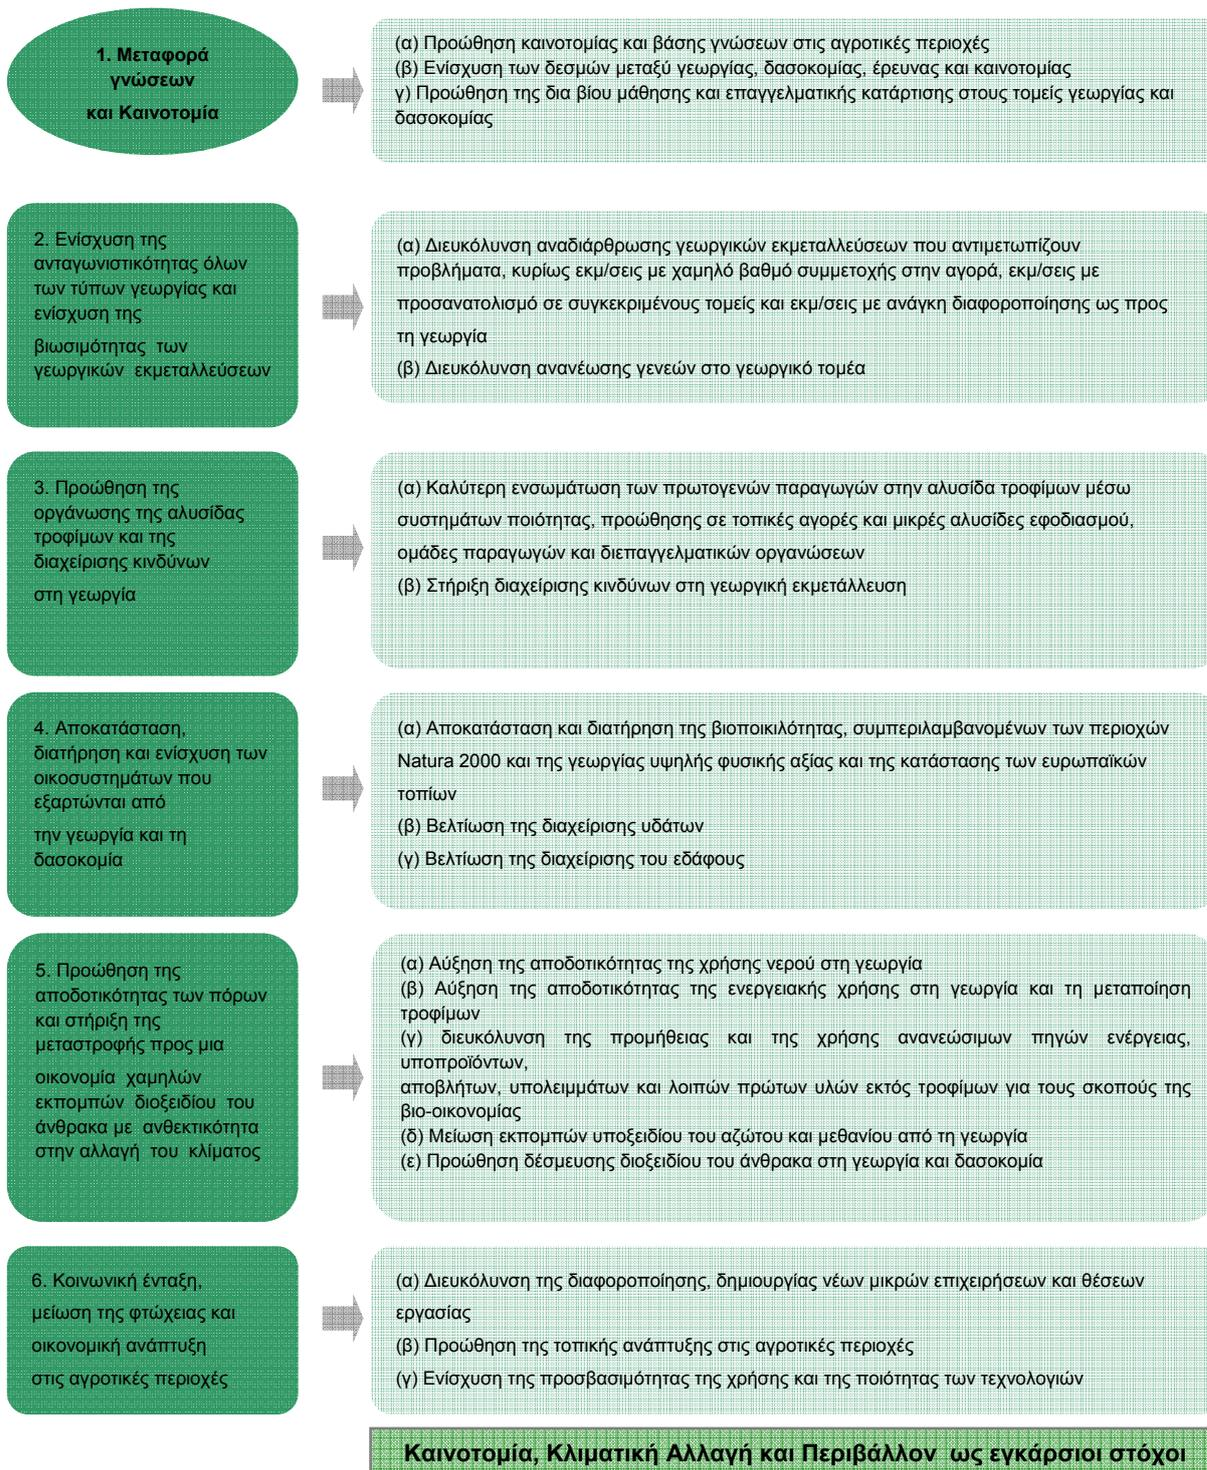 1. Μεταφορά
γνώσεων
και Καινοτομία
(α) Προώθηση καινοτομίας και βάσης γνώσεων στις αγροτικές περιοχές
(β) Ενίσχυση των δεσμών μεταξύ γεωργίας, δασοκομίας, έρευνας και καινοτομίας
γ) Προώθηση της δια βίου μάθησης και επαγγελματικής κατάρτισης στους τομείς γεωργίας και
δασοκομίας
2. Ενίσχυση της
ανταγωνιστικότητας όλων
των τύπων γεωργίας και
ενίσχυση της
βιωσιμότητας των
γεωργικών εκμεταλλεύσεων
(α) Διευκόλυνση αναδιάρθρωσης γεωργικών εκμεταλλεύσεων που αντιμετωπίζουν
προβλήματα, κυρίως εκμ/σεις με χαμηλό βαθμό συμμετοχής στην αγορά, εκμ/σεις με
προσανατολισμό σε συγκεκριμένους τομείς και εκμ/σεις με ανάγκη διαφοροποίησης ως προς
τη γεωργία
(β) Διευκόλυνση ανανέωσης γενεών στο γεωργικό τομέα
3. Προώθηση της
οργάνωσης της αλυσίδας
τροφίμων και της
διαχείρισης κινδύνων
στη γεωργία
(α) Καλύτερη ενσωμάτωση των πρωτογενών παραγωγών στην αλυσίδα τροφίμων μέσω
συστημάτων ποιότητας, προώθησης σε τοπικές αγορές και μικρές αλυσίδες εφοδιασμού,
ομάδες παραγωγών και διεπαγγελματικών οργανώσεων
(β) Στήριξη διαχείρισης κινδύνων στη γεωργική εκμετάλλευση
4. Αποκατάσταση,
διατήρηση και ενίσχυση των
οικοσυστημάτων που
εξαρτώνται από
την γεωργία και τη
δασοκομία
(α) Αποκατάσταση και διατήρηση της βιοποικιλότητας, συμπεριλαμβανομένων των περιοχών
Natura 2000 και της γεωργίας υψηλής φυσικής αξίας και της κατάστασης των ευρωπαϊκών
τοπίων
(β) Βελτίωση της διαχείρισης υδάτων
(γ) Βελτίωση της διαχείρισης του εδάφους
5. Προώθηση της
αποδοτικότητας των πόρων
και στήριξη της
μεταστροφής προς μια
οικονομία χαμηλών
εκπομπών διοξειδίου του
άνθρακα με ανθεκτικότητα
στην αλλαγή του κλίματος
(α) Αύξηση της αποδοτικότητας της χρήσης νερού στη γεωργία
(β) Αύξηση της αποδοτικότητας της ενεργειακής χρήσης στη γεωργία και τη μεταποίηση
τροφίμων
(γ) διευκόλυνση της προμήθειας και της χρήσης ανανεώσιμων πηγών ενέργειας,
υποπροϊόντων,
αποβλήτων, υπολειμμάτων και λοιπών πρώτων υλών εκτός τροφίμων για τους σκοπούς της
βιο-οικονομίας
(δ) Μείωση εκπομπών υποξειδίου του αζώτου και μεθανίου από τη γεωργία
(ε) Προώθηση δέσμευσης διοξειδίου του άνθρακα στη γεωργία και δασοκομία
6. Κοινωνική ένταξη,
μείωση της φτώχειας και
οικονομική ανάπτυξη
στις αγροτικές περιοχές
(α) Διευκόλυνση της διαφοροποίησης, δημιουργίας νέων μικρών επιχειρήσεων και θέσεων
εργασίας
(β) Προώθηση της τοπικής ανάπτυξης στις αγροτικές περιοχές
(γ) Ενίσχυση της προσβασιμότητας της χρήσης και της ποιότητας των τεχνολογιών
Καινοτομία, Κλιματική Αλλαγή και Περιβάλλον ως εγκάρσιοι στόχοι